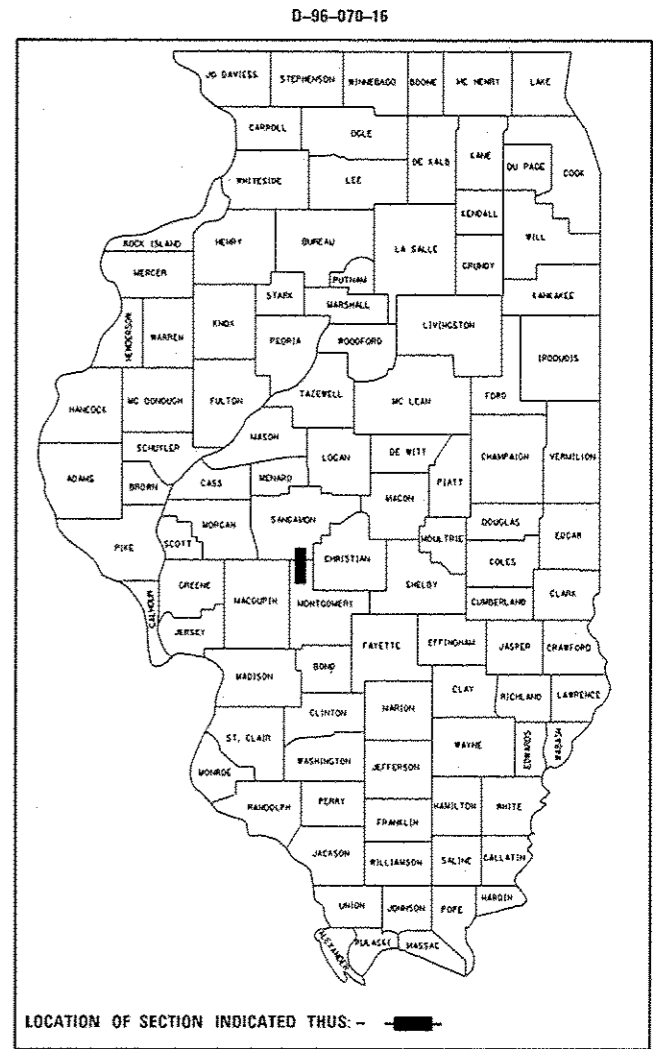 D-96-070-16
JO DAVIESS STEPHENSON WINNEBAGO BOONE MC HENRY LAKE
CARROLL OGLE
DE KALB KANE DU PAGE COOK
WHITESIDE LEE
KENDALL
ROCK ISLAND HENRY BUREAU LA SALLE WILL
MERCER PUTNAM GRUNDY
STARK MARSHALL KANKAKEE
HENDERSON WARREN KNOX PEORIA WOODFORD LIVINGSTON IROQUOIS
HANCOCK MC DONOUGH FULTON TAZEWELL MC LEAN FORD
MASON
SCHUYLER LOGAN DE WITT CHAMPAIGN VERMILION
ADAMS BROWN CASS MENARD PIATT
MACON
MORGAN SANGAMON DOUGLAS
PIKE SCOTT CHRISTIAN MOULTRIE COLES EDGAR
GREENE SHELBY
CALHOUN MACOUPIN MONTGOMERY CUMBERLAND CLARK
JERSEY FAYETTE EFFINGHAM JASPER CRAWFORD
MADISON BOND
CLAY RICHLAND LAWRENCE
CLINTON MARION
ST. CLAIR WAYNE EDWARDS WABASH
WASHINGTON JEFFERSON
MONROE
RANDOLPH PERRY HAMILTON WHITE
FRANKLIN
JACKSON WILLIAMSON SALINE GALLATIN
UNION JOHNSON POPE HARDIN
ALEXANDER PULASKI MASSAC
LOCATION OF SECTION INDICATED THUS: -